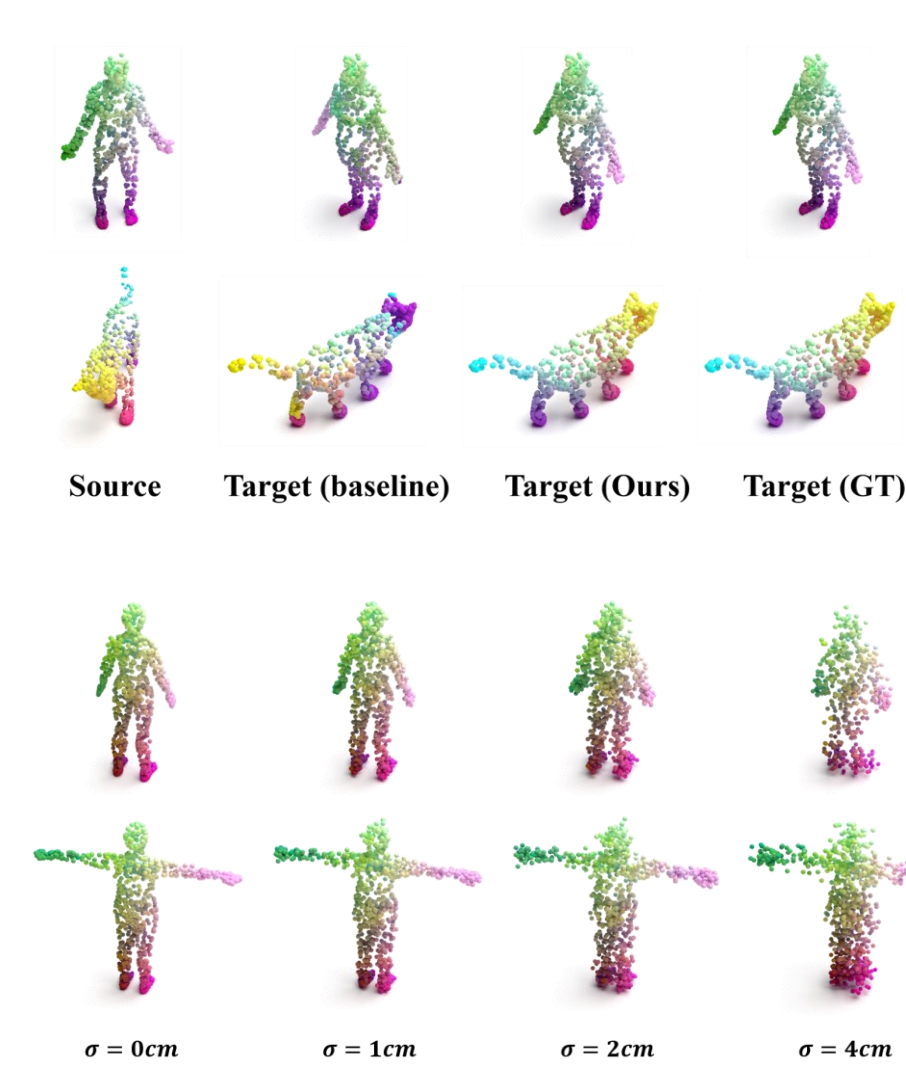 Source Target (baseline) Target (Ours) Target (GT)
σ = 0cm σ = 1cm σ = 2cm σ = 4cm